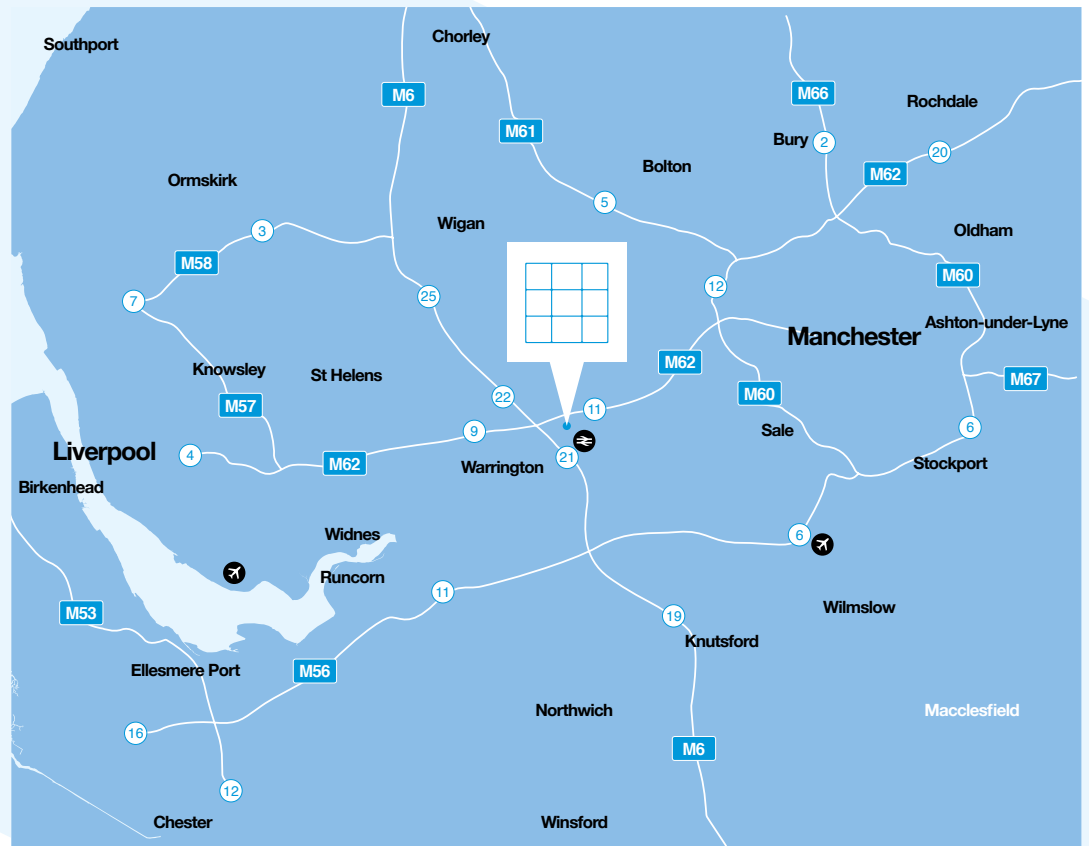 Chorley
Southport
M6
M66
Rochdale
M61
Bury
2
20
Bolton
M62
Ormskirk
5
Wigan
3
Oldham
M58
M60
12
25
7
Ashton-under-Lyne
Manchester
M62
Knowsley
St Helens
M67
M60
22
M57
11
9
6
Sale
Liverpool
4
21
M62
Warrington
Stockport
Birkenhead
Widnes
6
Runcorn
11
Wilmslow
M53
19
Knutsford
Ellesmere Port
M56
Northwich
Macclesfield
16
M6
12
Chester
Winsford